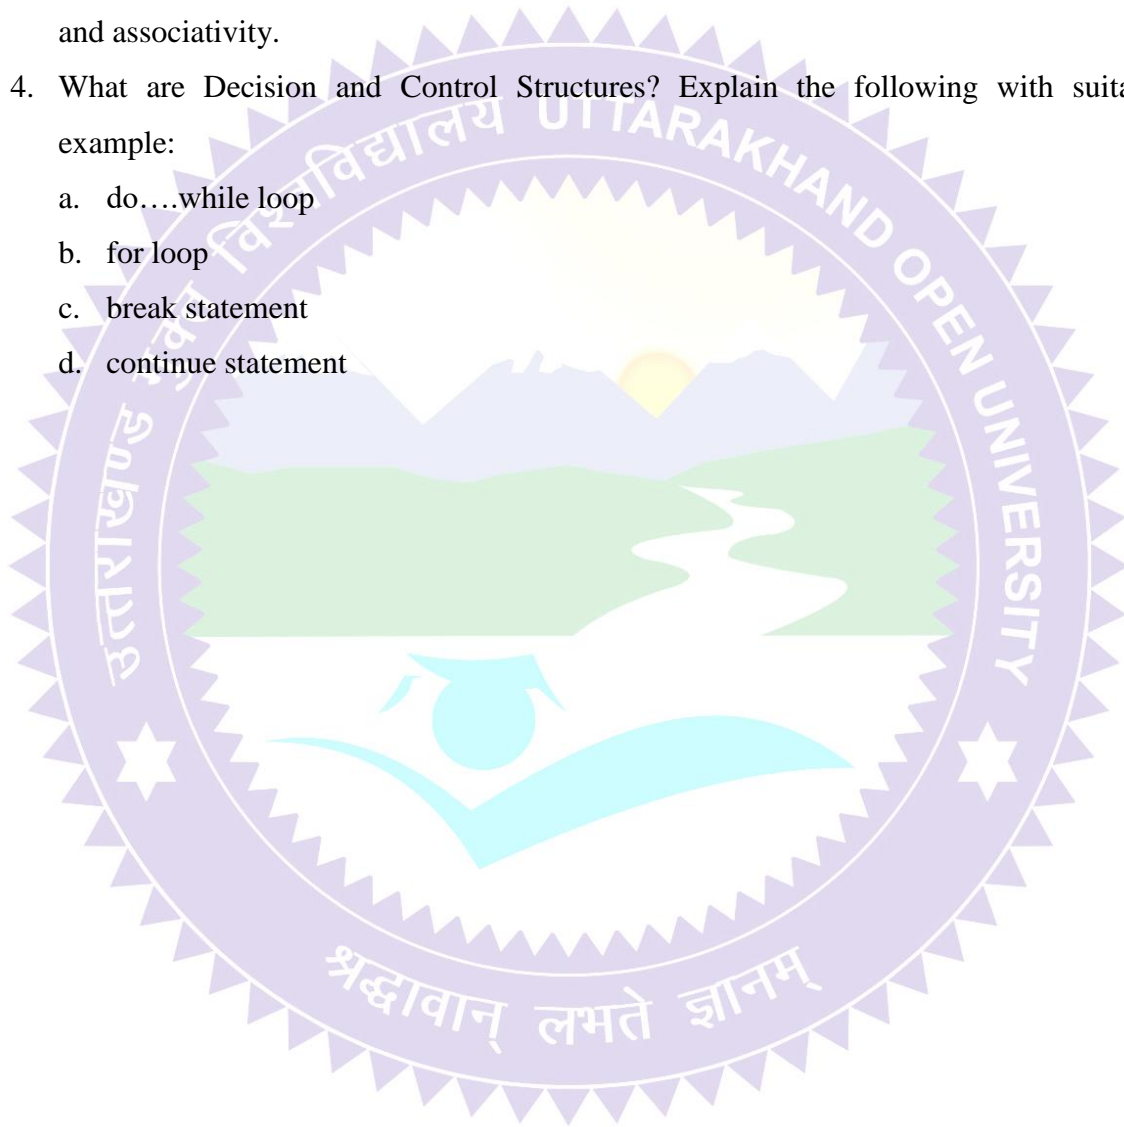 and associativity.
4. What are Decision and Control Structures? Explain the following with
example:
a. do….while loop
b. for loop
c. break statement
d. continue statement
उत्तराखण्ड मुक्त विश्वविद्यालय UTTARAKHAND OPEN UNIVERSITY
श्रद्धावान् लभते ज्ञानम्